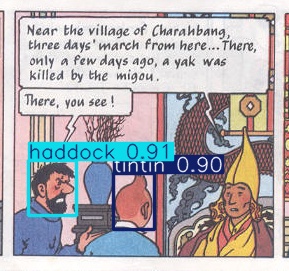 Near the village of Charahbang,
three days' march from here... There,
only a few days ago, a yak was
killed by the migou.
There, you see!
haddock 0.91
tintin 0.90